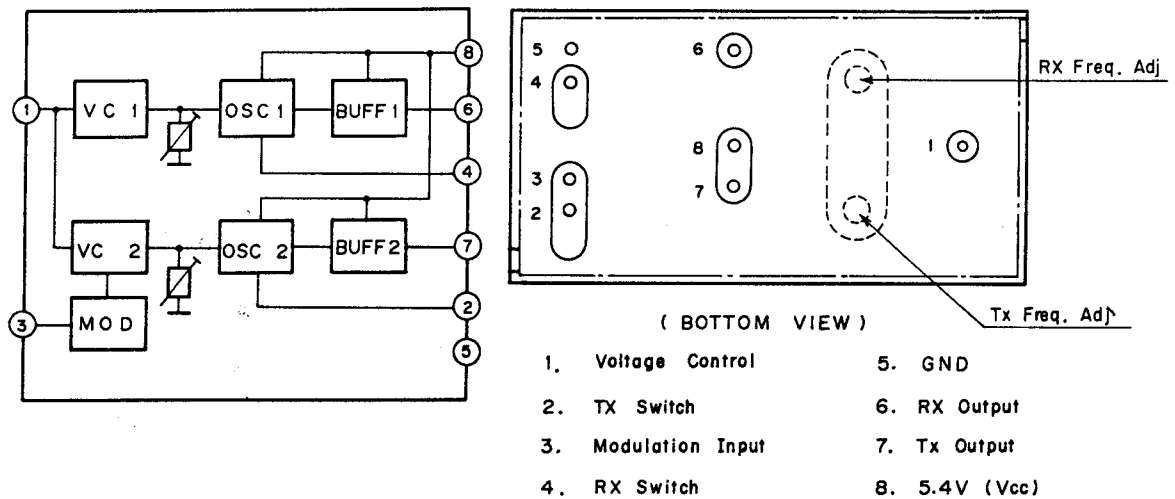 1
VC 1
OSC 1
BUFF 1
8
6
4
VC 2
OSC 2
BUFF 2
7
MOD
3
2
5
5
4
3
2
6
8
7
1
RX Freq. Adj
Tx Freq. Adj
( BOTTOM VIEW )
1. Voltage Control
2. TX Switch
3. Modulation Input
4. RX Switch
5. GND
6. RX Output
7. Tx Output
8. 5.4V (Vcc)